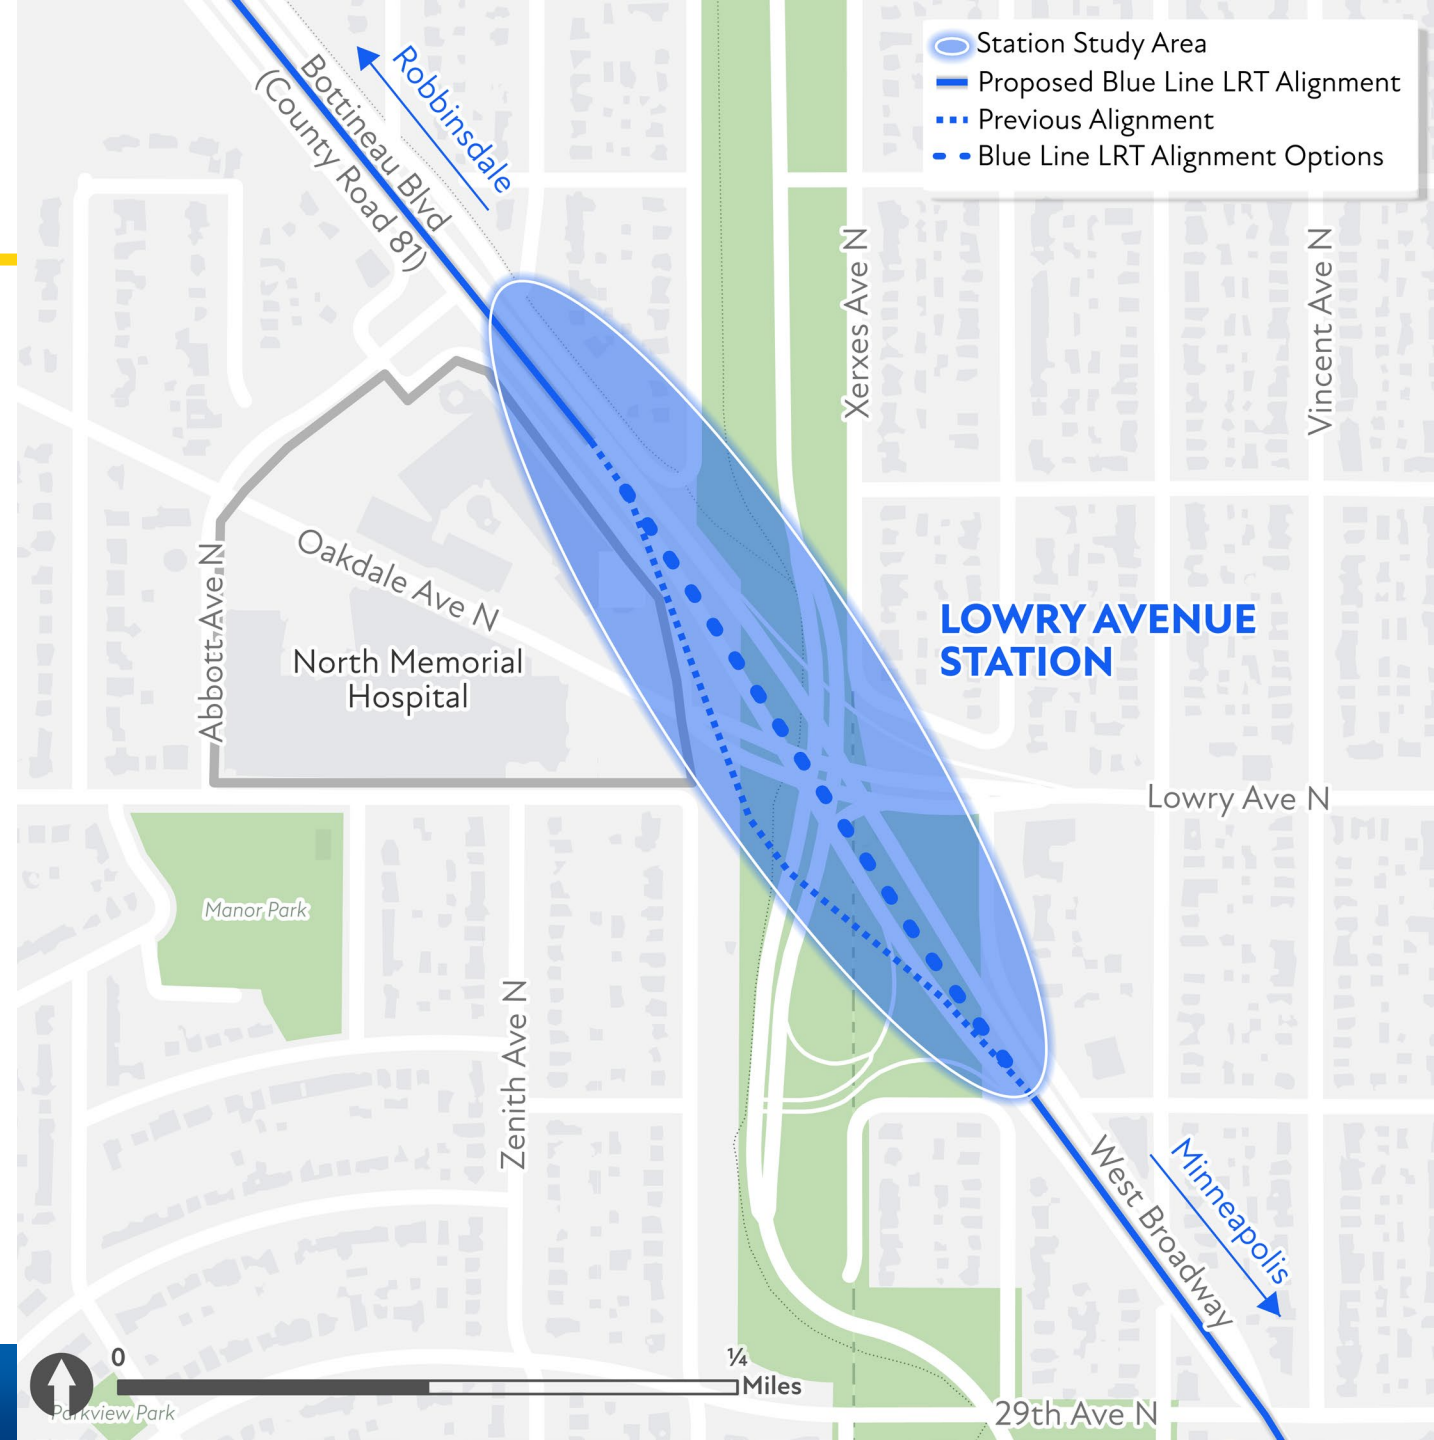 Station Study Area
Proposed Blue Line LRT Alignment
Previous Alignment
Blue Line LRT Alignment Options
Robbinsdale
Bottineau Blvd
(County Road 81)
Xerxes Ave N
Vincent Ave N
Oakdale Ave N
Abbott Ave N
North Memorial
Hospital
LOWRY AVENUE
STATION
Lowry Ave N
Manor Park
Zenith Ave N
West Broadway
Minneapolis
0
¼
Miles
Parkview Park
29th Ave N